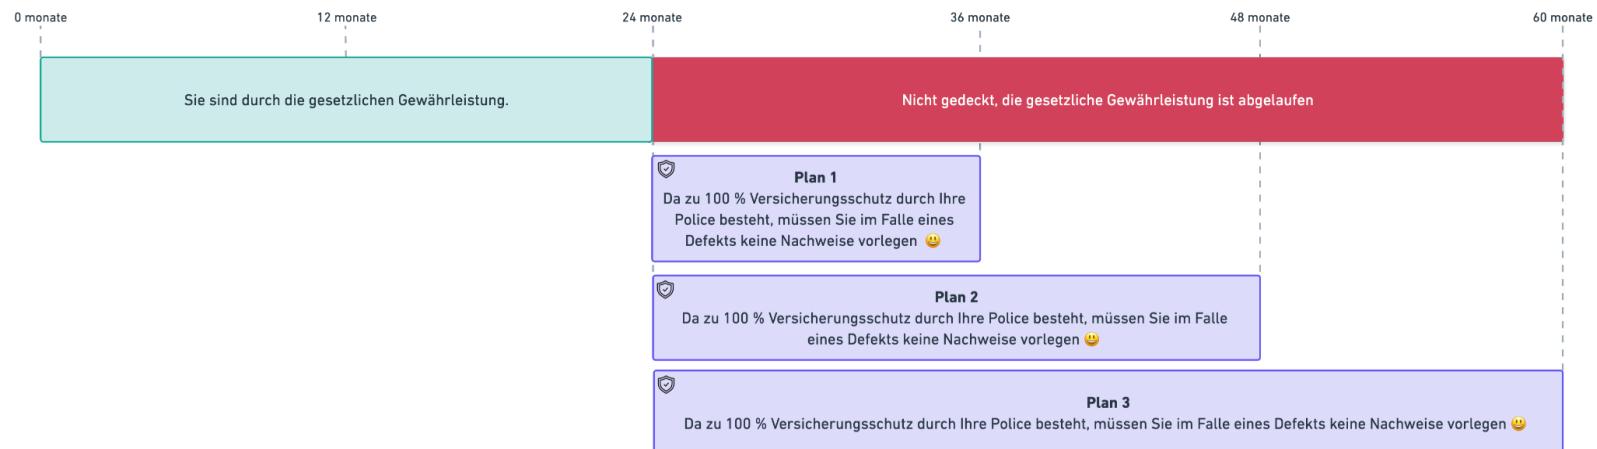 0 monate
12 monate
24 monate
36 monate
48 monate
60 monate
Sie sind durch die gesetzlichen Gewährleistung.
Nicht gedeckt, die gesetzliche Gewährleistung ist abgelaufen
Plan 1
Da zu 100 % Versicherungsschutz durch Ihre
Police besteht, müssen Sie im Falle eines
Defekts keine Nachweise vorlegen 😃
Plan 2
Da zu 100 % Versicherungsschutz durch Ihre Police besteht, müssen Sie im Falle
eines Defekts keine Nachweise vorlegen 😃
Plan 3
Da zu 100 % Versicherungsschutz durch Ihre Police besteht, müssen Sie im Falle eines Defekts keine Nachweise vorlegen 😃